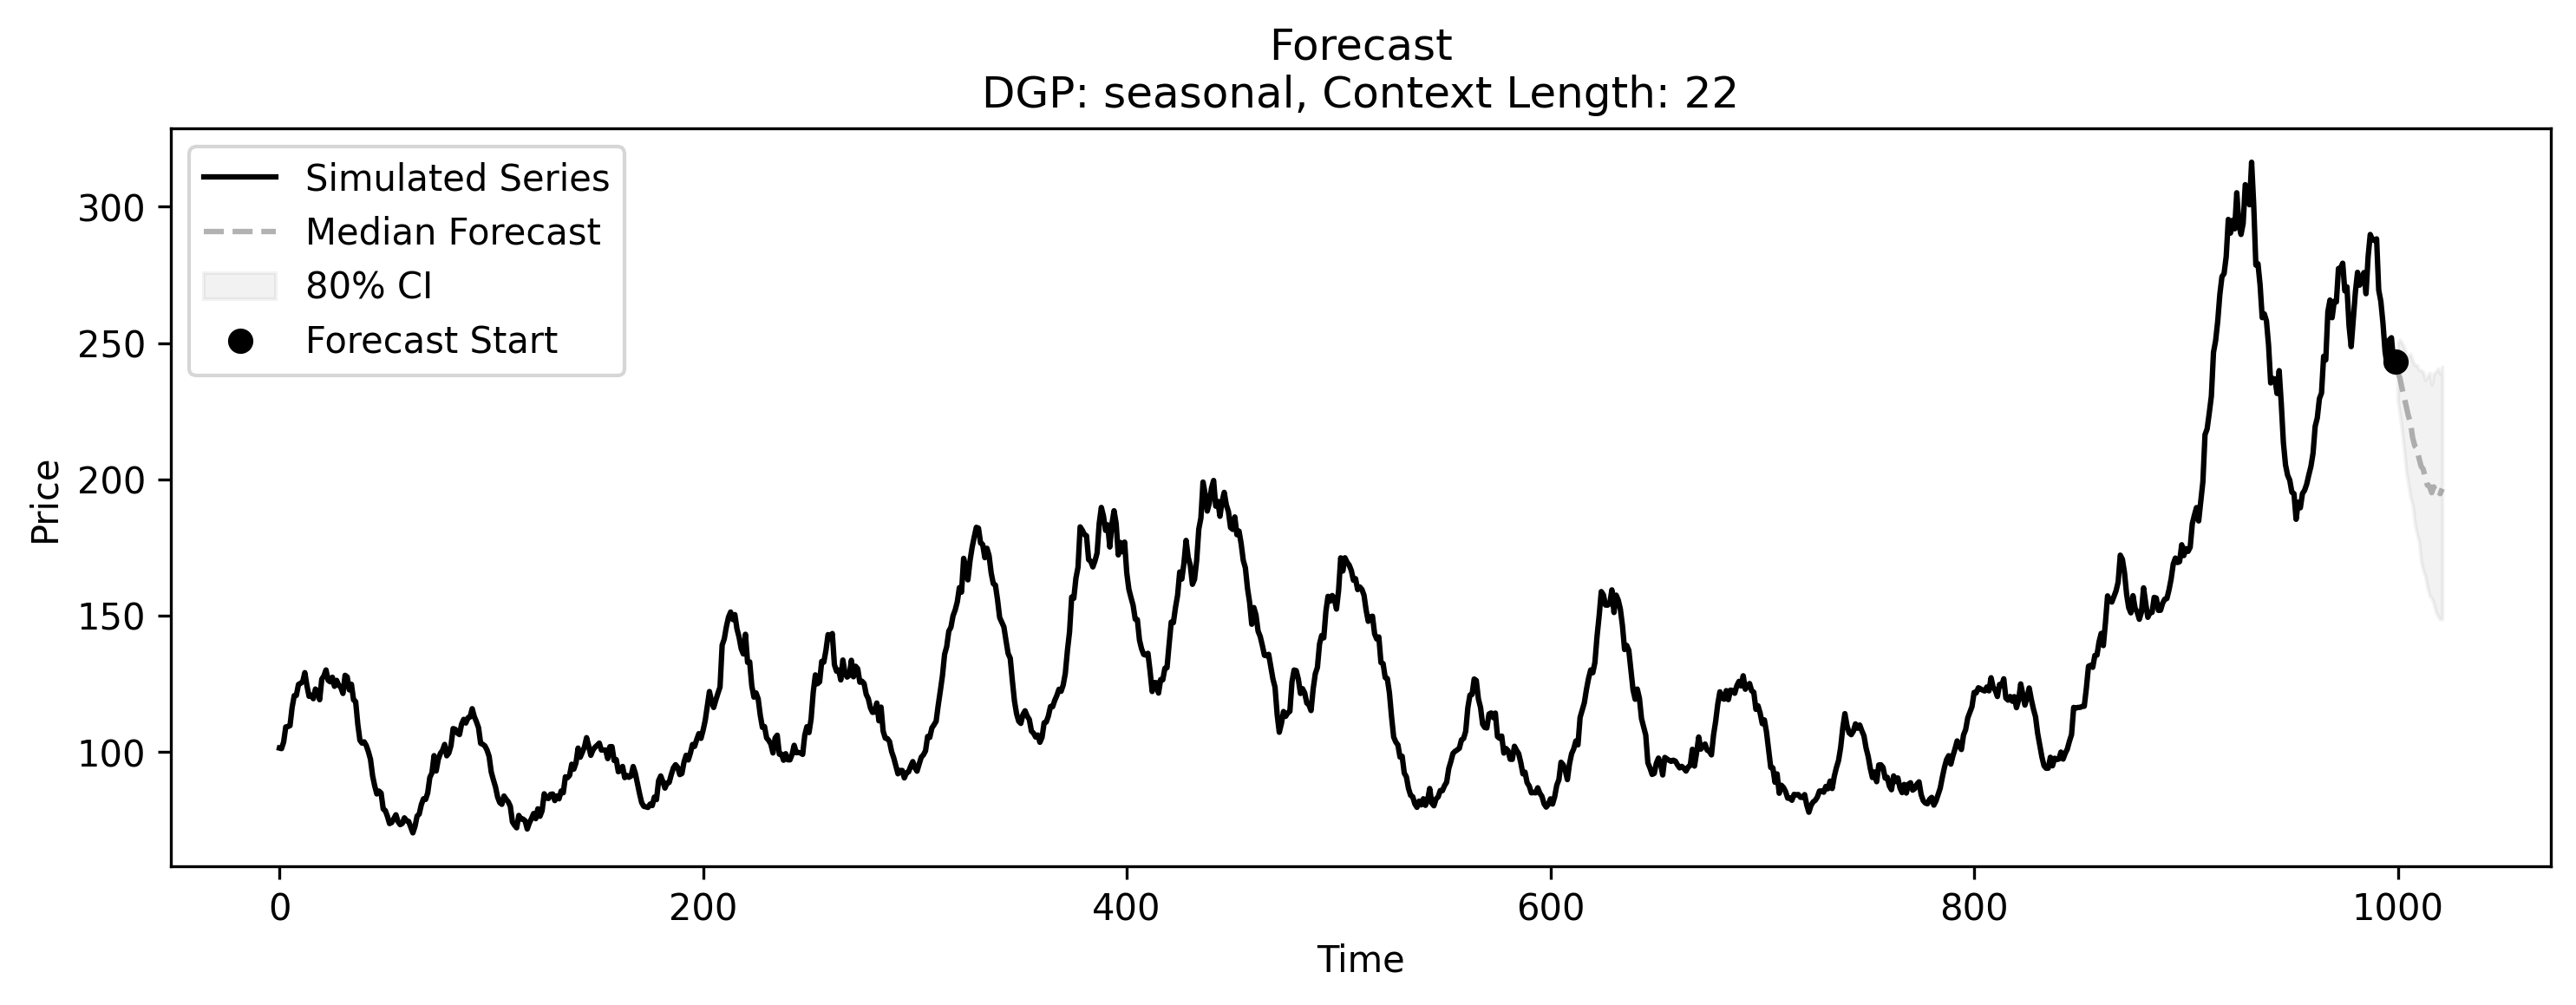 Forecast
DGP: seasonal, Context Length: 22
Simulated Series
Median Forecast
80% CI
Forecast Start
300
250
200
150
100
Price
0
200
400
600
800
1000
Time